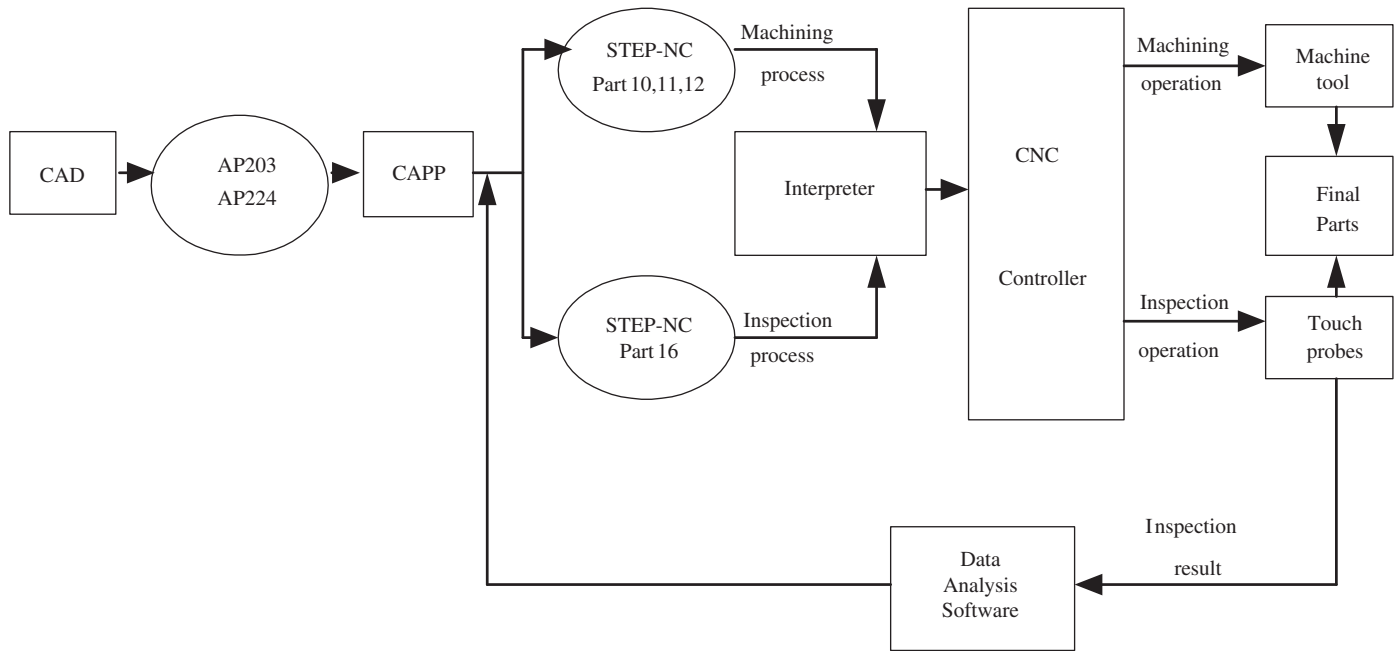 CAD
AP203
AP224
CAPP
STEP-NC
Part 10,11,12
Machining
process
STEP-NC
Part 16
Inspection
process
Interpreter
CNC
Controller
Machining
operation
Inspection
operation
Machine
tool
Final
Parts
Touch
probes
Inspection
result
Data
Analysis
Software